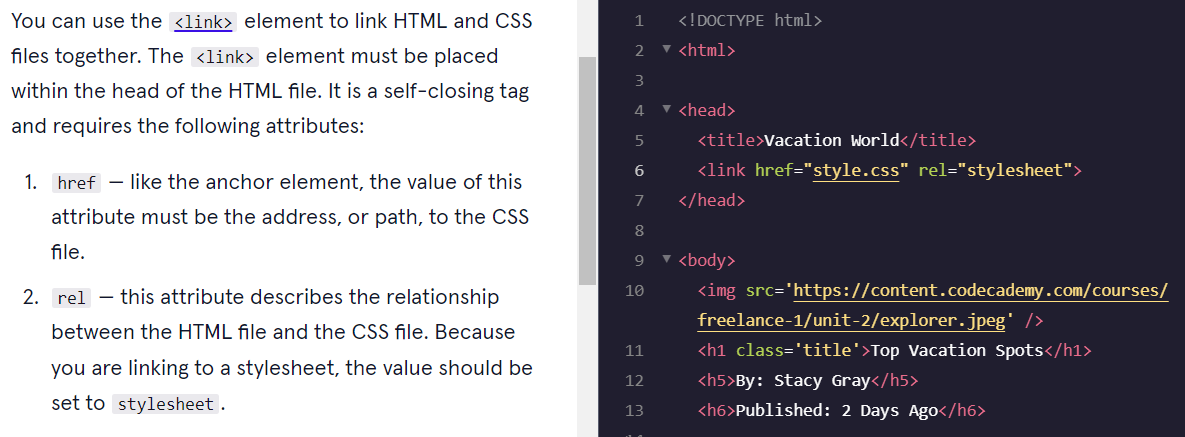 You can use the <link> element to link HTML and CSS
files together. The <link> element must be placed
within the head of the HTML file. It is a self-closing tag
and requires the following attributes:
1. href — like the anchor element, the value of this
attribute must be the address, or path, to the CSS
file.
2. rel — this attribute describes the relationship
between the HTML file and the CSS file. Because
you are linking to a stylesheet, the value should be
set to stylesheet.
1 <!DOCTYPE html>
2 <html>
3
4 <head>
5 <title>Vacation World</title>
6 <link href="style.css" rel="stylesheet">
7 </head>
8
9 <body>
10 <img src='https://content.codecademy.com/courses/
freelance-1/unit-2/explorer.jpeg' />
11 <h1 class='title'>Top Vacation Spots</h1>
12 <h5>By: Stacy Gray</h5>
13 <h6>Published: 2 Days Ago</h6>